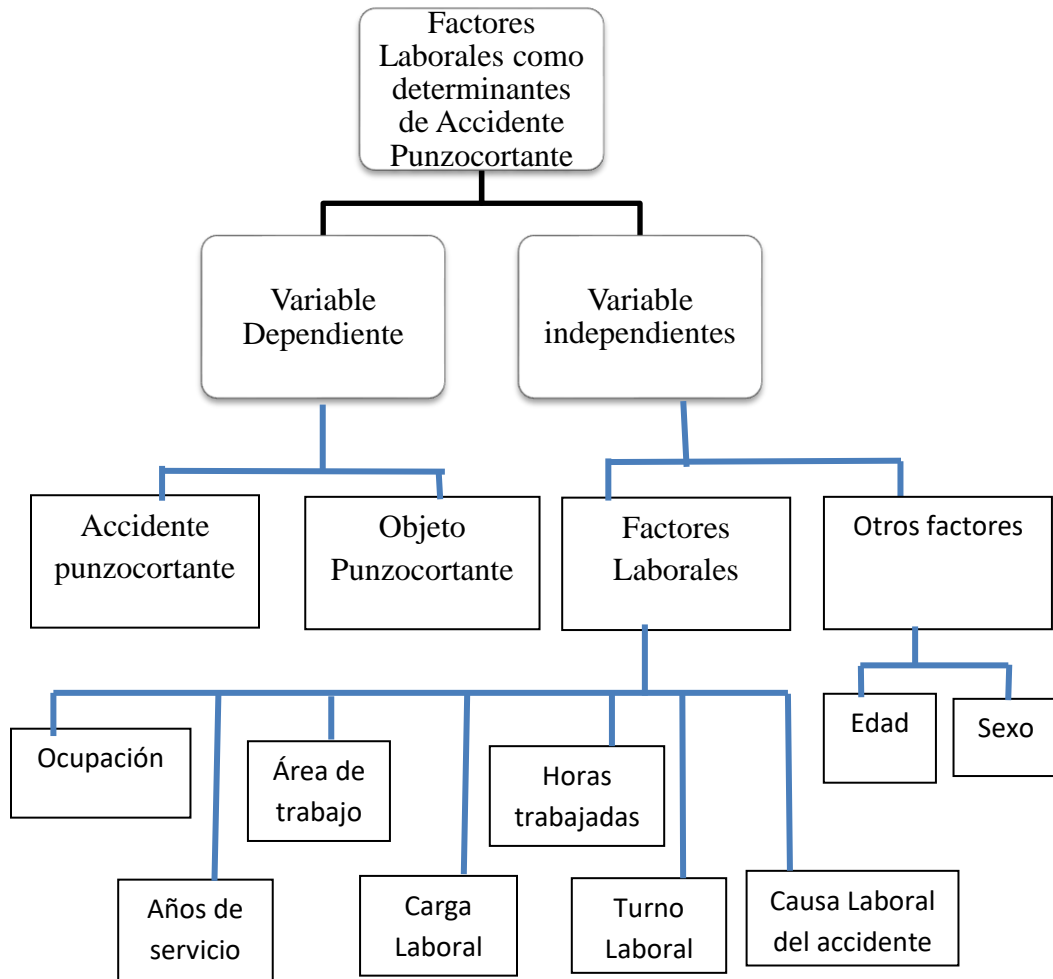 Factores
Laborales como
determinantes
de Accidente
Punzocortante
Variable
Dependiente
Variable
independientes
Accidente
punzocortante
Objeto
Punzocortante
Factores
Laborales
Otros factores
Edad
Sexo
Ocupación
Área de
trabajo
Horas
trabajadas
Años de
servicio
Carga
Laboral
Turno
Laboral
Causa Laboral
del accidente